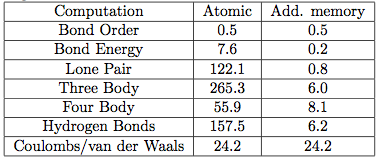 Computation Atomic Add. memory
Bond Order 0.5 0.5
Bond Energy 7.6 0.2
Lone Pair 122.1 0.8
Three Body 265.3 6.0
Four Body 55.9 8.1
Hydrogen Bonds 157.5 6.2
Coulombs/van der Waals 24.2 24.2